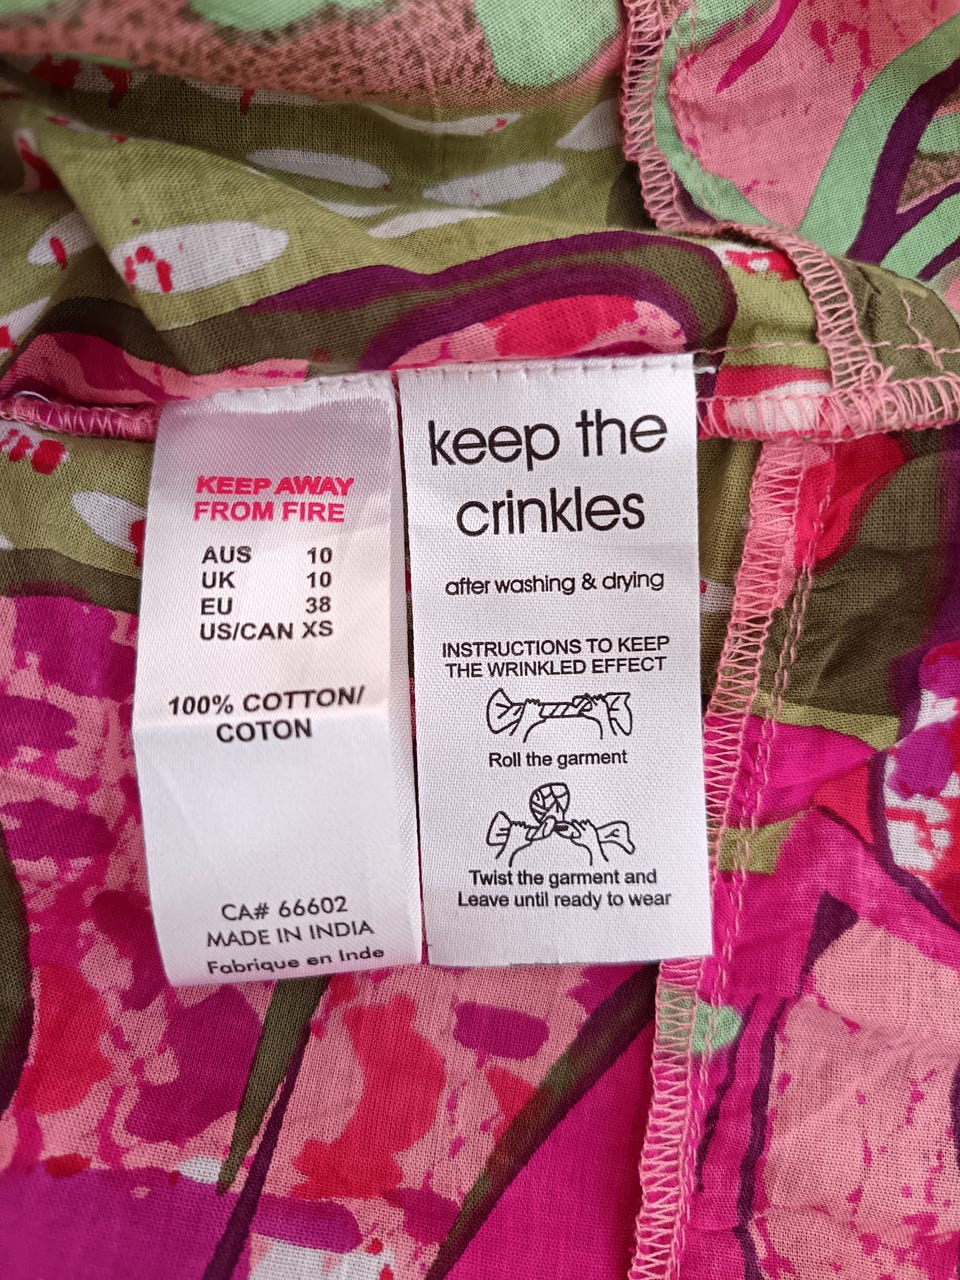 KEEP AWAY
FROM FIRE
AUS 10
UK 10
EU 38
US/CAN XS
100% COTTON/
COTON
CA# 66602
MADE IN INDIA
Fabrique en Inde
keep the
crinkles
after washing & drying
INSTRUCTIONS TO KEEP
THE WRINKLED EFFECT
Roll the garment
Twist the garment and
Leave until ready to wear